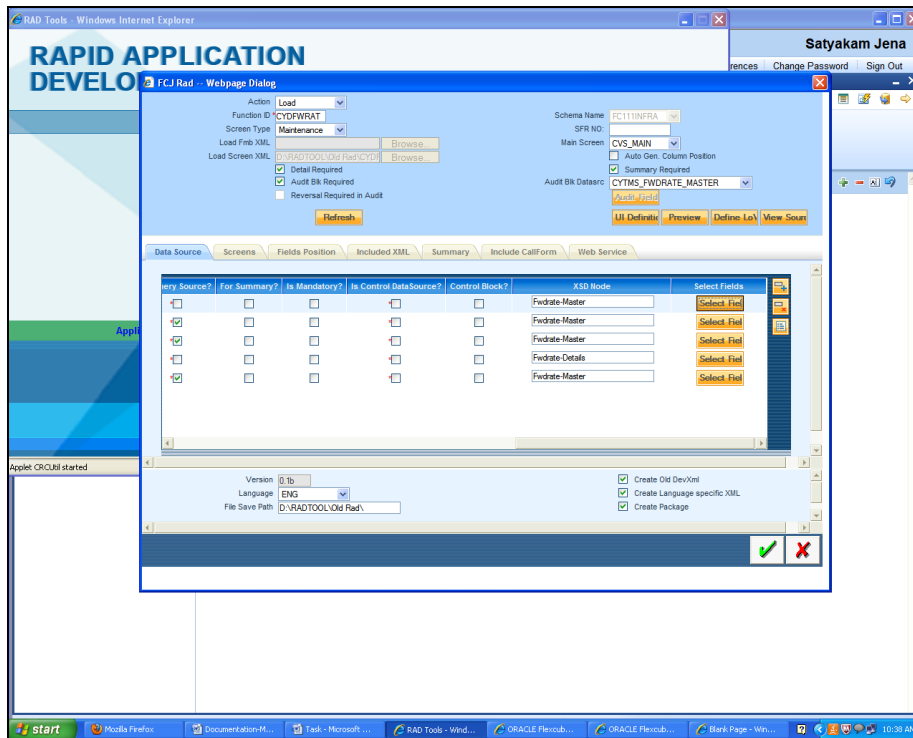 RAD Tools - Windows Internet Explorer
RAPID APPLICATION
DEVELO
Satyakam Jena
rences Change Password Sign Out
FCJ Rad -- Webpage Dialog
Action Load
Function ID *CYDFWRAT
Screen Type Maintenance
Load Fmb XML Browse...
Load Screen XML D:\RADTOOL\Old Rad\CYDF Browse...
Detail Required
Audit Blk Required
Reversal Required in Audit
Refresh
Schema Name FC111INFRA
SFR NO:
Main Screen CVS_MAIN
Auto Gen. Column Position
Summary Required
Audit Blk Datasrc CYTMS_FWDRATE_MASTER
Audit Field
UI Definitic Preview Define LoV View Sourc
Data Source Screens Fields Position Included XML Summary Include CallForm Web Service
iery Source? For Summary? Is Mandatory? Is Control DataSource? Control Block? XSD Node Select Fields
* * Fwdrate-Master Select Fiel
* * Fwdrate-Master Select Fiel
* * Fwdrate-Master Select Fiel
* * Fwdrate-Details Select Fiel
* * Fwdrate-Master Select Fiel
Appli
Applet CRCUtil started
Version 0.1b
Language ENG
File Save Path D:\RADTOOL\Old Rad\
Create Old DevXml
Create Language specific XML
Create Package
start Mozilla Firefox Documentation-M... Task - Microsoft ... RAD Tools - Wind... ORACLE Flexcub... ORACLE Flexcub... Blank Page - Win... 10:38 AM